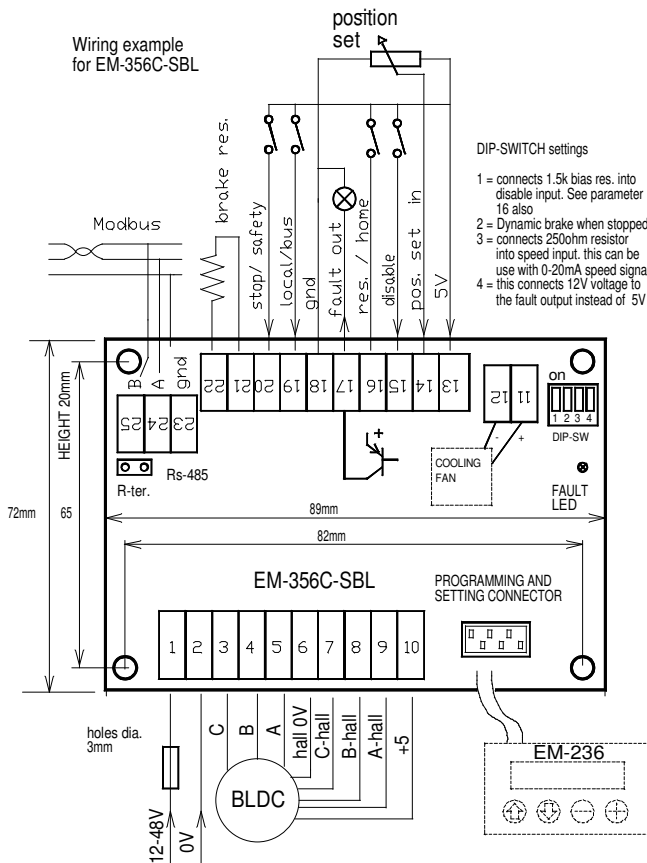 Wiring example
for EM-356C-SBL
position
set
DIP-SWITCH settings
1 = connects 1.5k bias res. into
disable input. See parameter
16 also
2 = Dynamic brake when stopped
3 = connects 250ohm resistor
into speed input. this can be
use with 0-20mA speed signa
4 = this connects 12V voltage to
the fault output instead of 5V
Modbus
brake res.
stop/ safety
local/bus
gnd
fault out
res. / home
disable
pos. set in
5V
B
A
gnd
22
21
20
19
18
17
16
15
14
13
12
11
25
24
23
on
1 2 3 4
DIP-SW
- +
COOLING
FAN
+
FAULT
LED
R-ter.
Rs-485
HEIGHT 20mm
72mm
65
89mm
82mm
EM-356C-SBL
PROGRAMMING AND
SETTING CONNECTOR
1 2 3 4 5 6 7 8 9 10
holes dia.
3mm
12-48V
0V
C
B
A
hall 0V
C-hall
B-hall
A-hall
+5
BLDC
EM-236